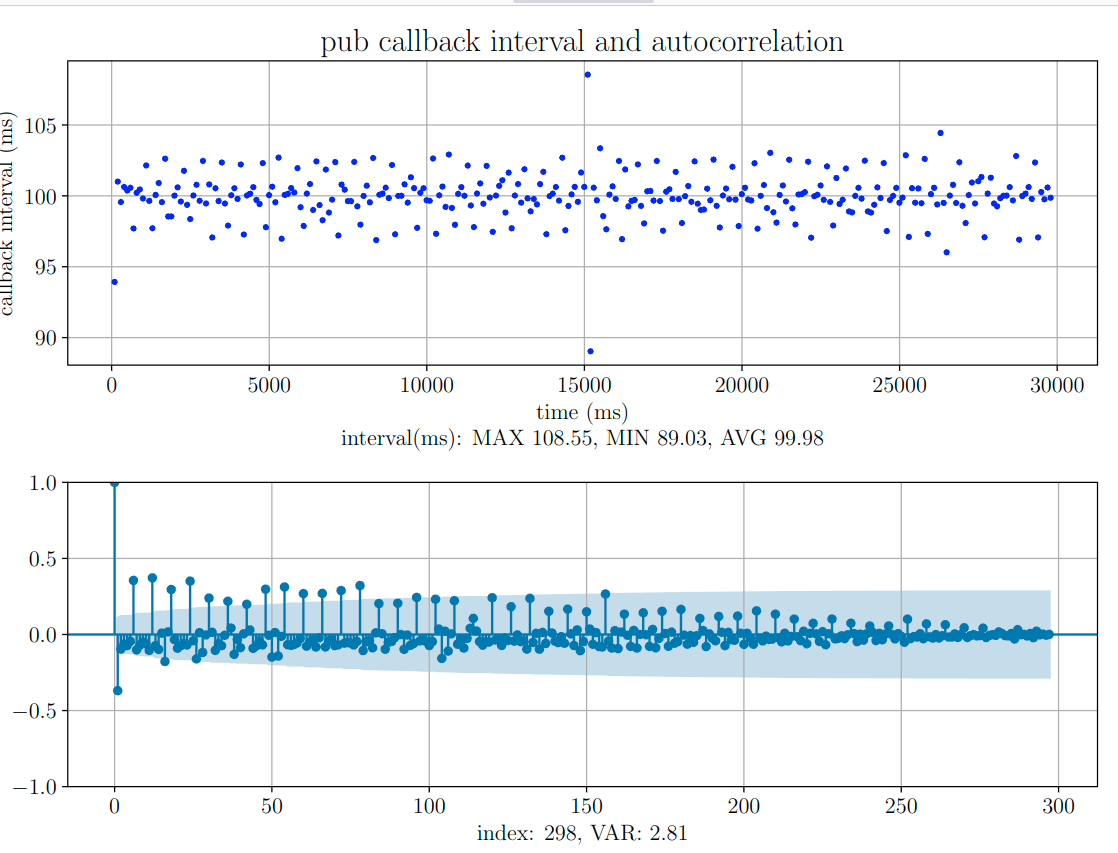 pub callback interval and autocorrelation
callback interval (ms)
105
100
95
90
0 5000 10000 15000 20000 25000 30000
time (ms)
interval(ms): MAX 108.55, MIN 89.03, AVG 99.98
1.0
0.5
0.0
−0.5
−1.0
0 50 100 150 200 250 300
index: 298, VAR: 2.81